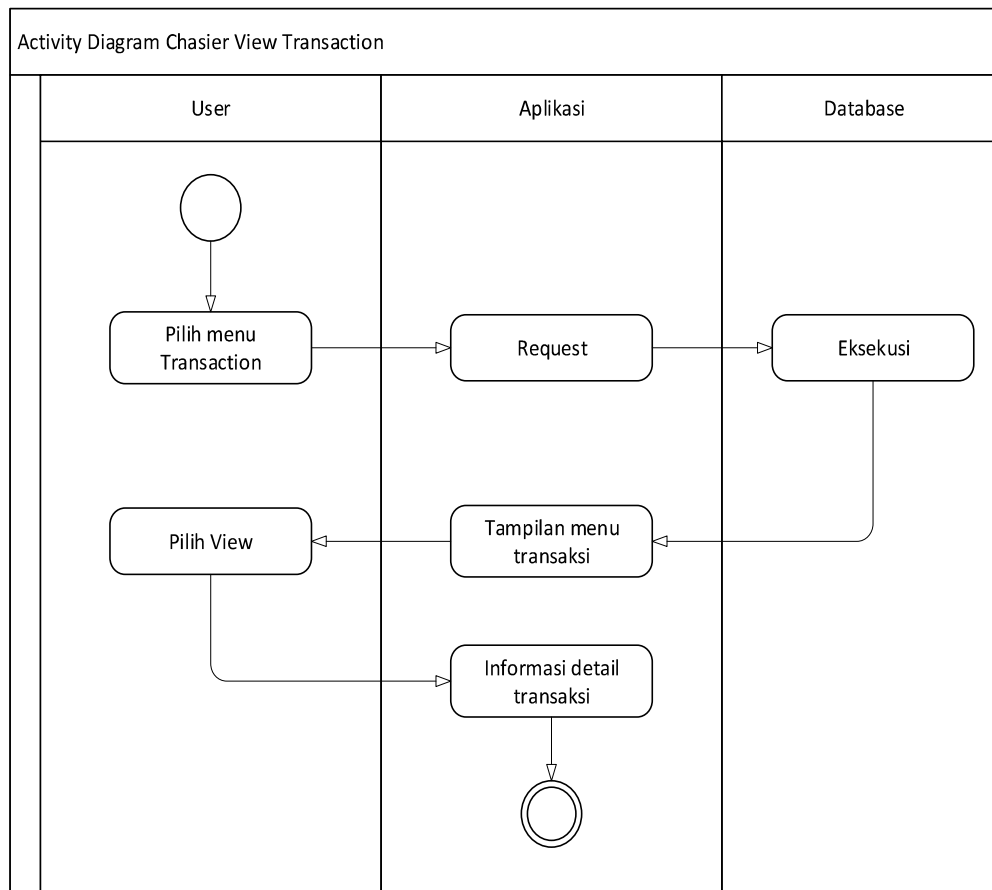 Activity Diagram Chasier View Transaction
User
Aplikasi
Database
Pilih menu
Transaction
Request
Eksekusi
Pilih View
Tampilan menu
transaksi
Informasi detail
transaksi